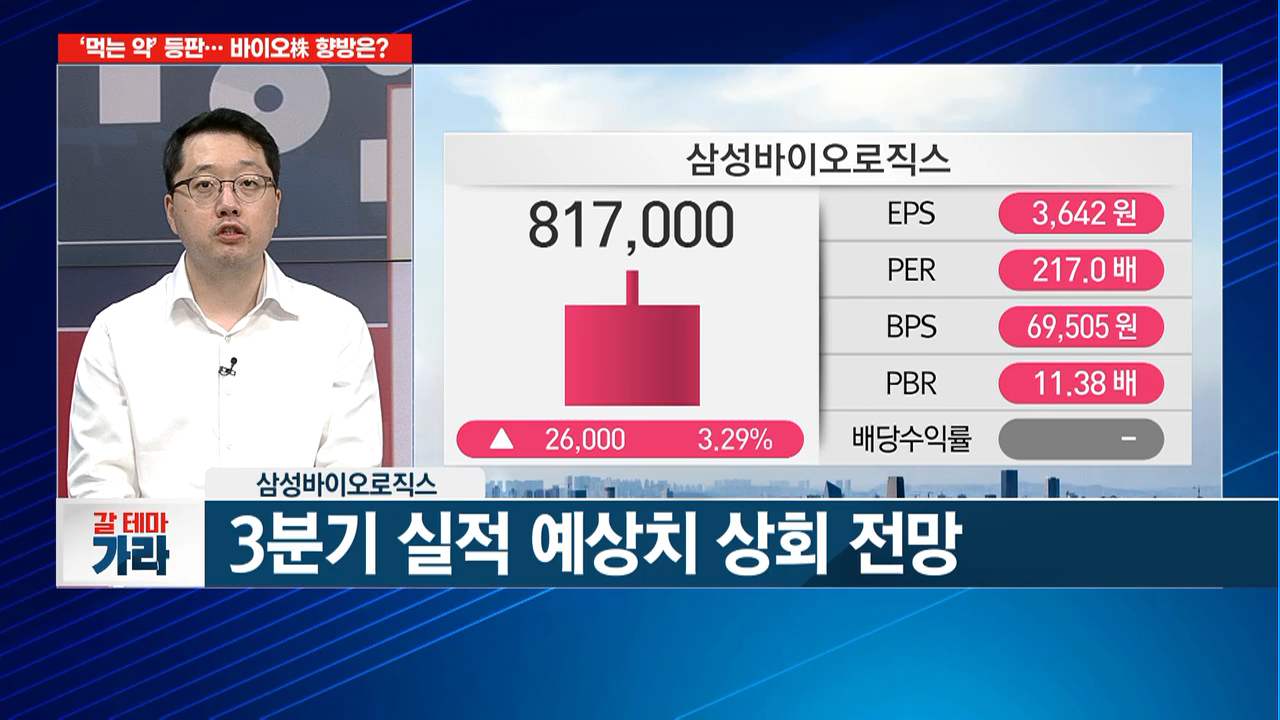 ‘먹는 약’ 등판… 바이오株 향방은?
삼성바이오로직스
817,000
▲ 26,000 3.29%
EPS 3,642 원
PER 217.0 배
BPS 69,505 원
PBR 11.38 배
배당수익률 -
삼성바이오로직스
갈 테마
가라
3분기 실적 예상치 상회 전망